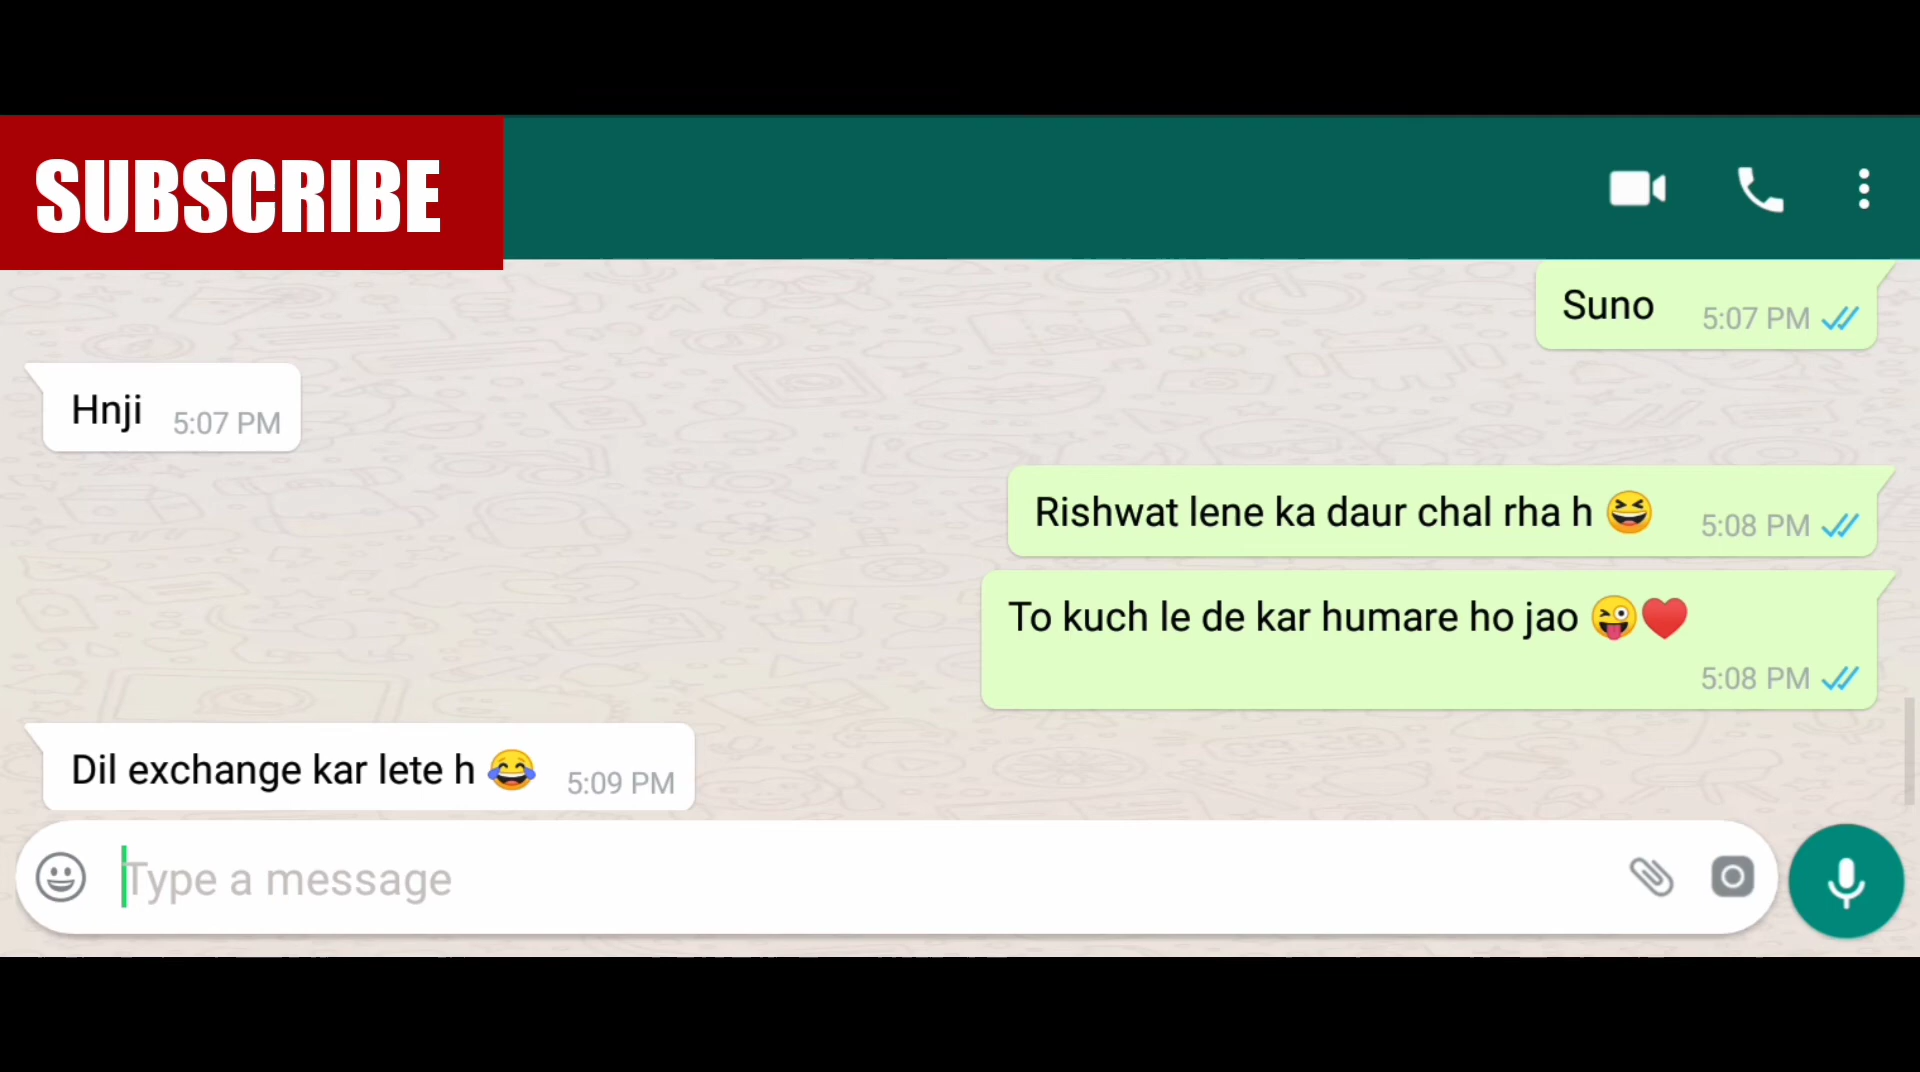 SUBSCRIBE
Suno 5:07 PM
Hnji 5:07 PM
Rishwat lene ka daur chal rha h 😆 5:08 PM
To kuch le de kar humare ho jao 😜❤️
5:08 PM
Dil exchange kar lete h 😂 5:09 PM
Type a message